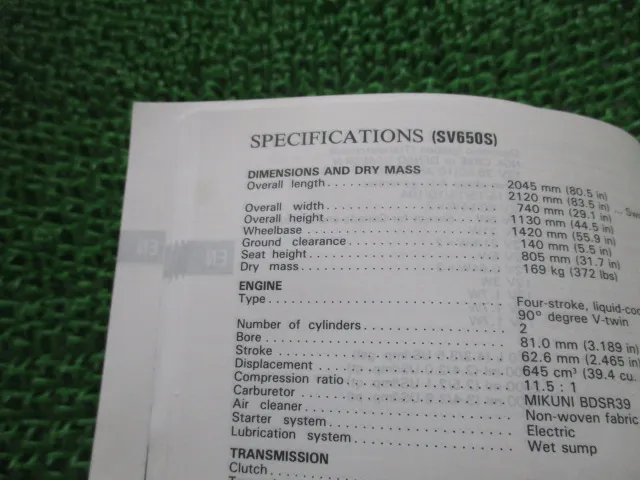 SPECIFICATIONS (SV650S)
DIMENSIONS AND DRY MASS
Overall length.......................... 2045 mm (80.5 in)
2120 mm (83.5 in)
Overall width........................... 740 mm (29.1 in)
Overall height.......................... 1130 mm (44.5 in)
Wheelbase .............................. 1420 mm (55.9 in)
Ground clearance........................ 140 mm (5.5 in)
Seat height............................. 805 mm (31.7 in)
Dry mass................................ 169 kg (372 lbs)
ENGINE
Type.................................... Four-stroke,
90° degree V-twin
Number of cylinders..................... 2
Bore ................................... 81.0 mm (3.189 in)
Stroke ................................. 62.6 mm (2.465 in)
Displacement ........................... 645 cm³ (39.4 cu.
Compression ratio....................... 11.5 : 1
Carburetor ............................. MIKUNI BDSR39
Air cleaner ............................ Non-woven fabric
Starter system.......................... Electric
Lubrication system...................... Wet sump
TRANSMISSION
Clutch..................................